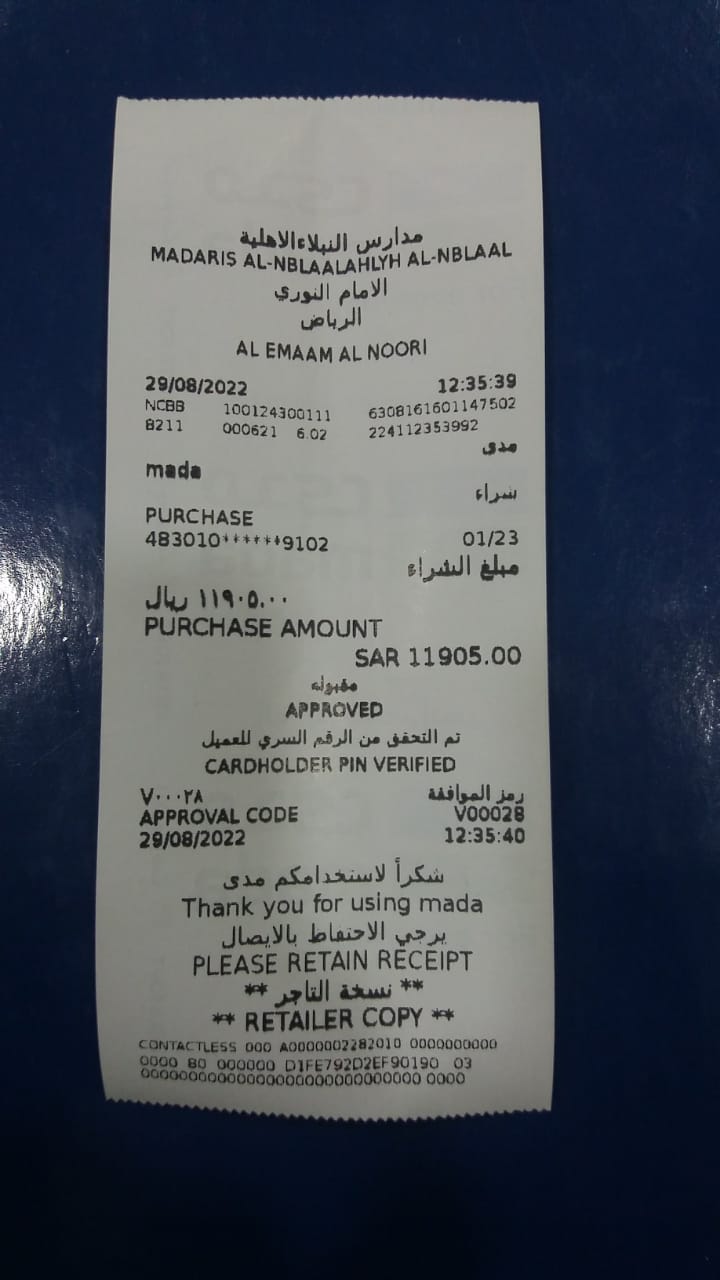 مدارس النبلاءالاهلية
MADARIS AL-NBLAALAHLYH AL-NBLAAL
الامام النوري
الرياض
AL EMAAM AL NOORI
29/08/2022 12:35:39
NCBB 100124300111 6308161601147502
8211 000621 6.02 224112353992
مدى
mada
شراء
PURCHASE
483010******9102 01/23
مبلغ الشراء
١١٩٠٥.٠٠ ريال
PURCHASE AMOUNT
SAR 11905.00
مقبولة
APPROVED
تم التحقق من الرقم السري للعميل
CARDHOLDER PIN VERIFIED
V٠٠٠٢٨ رمز الموافقة
APPROVAL CODE V00028
29/08/2022 12:35:40
شكراً لاستخدامكم مدى
Thank you for using mada
يرجي الاحتفاظ بالايصال
PLEASE RETAIN RECEIPT
** نسخة التاجر **
** RETAILER COPY **
CONTACTLESS 000 A0000002282010 0000000000
0000 80 000000 D1FE792D2EF90190 03
00000000000000000000000000000 0000